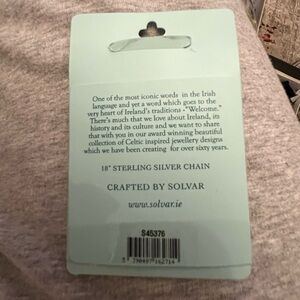 One of the most iconic words in the Irish
language and yet a word which goes to the
very heart of Ireland's traditions -"Welcome."
There's much that we love about Ireland, its
history and its culture and we want to share
that with you in our award winning beautiful
collection of Celtic inspired jewellery designs
which we have been creating for over sixty years.
18" STERLING SILVER CHAIN
CRAFTED BY SOLVAR
www.solvar.ie
S45376